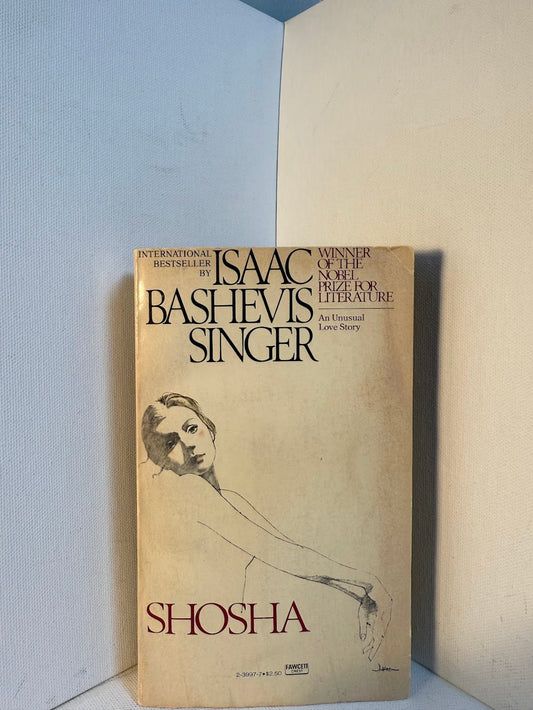 INTERNATIONAL
BESTSELLER
BY
ISAAC
BASHEVIS
SINGER
WINNER
OF THE
NOBEL
PRIZE FOR
LITERATURE
An Unusual
Love Story
SHOSHA
2-3997-7•$2.50
FAWCETT
CREST